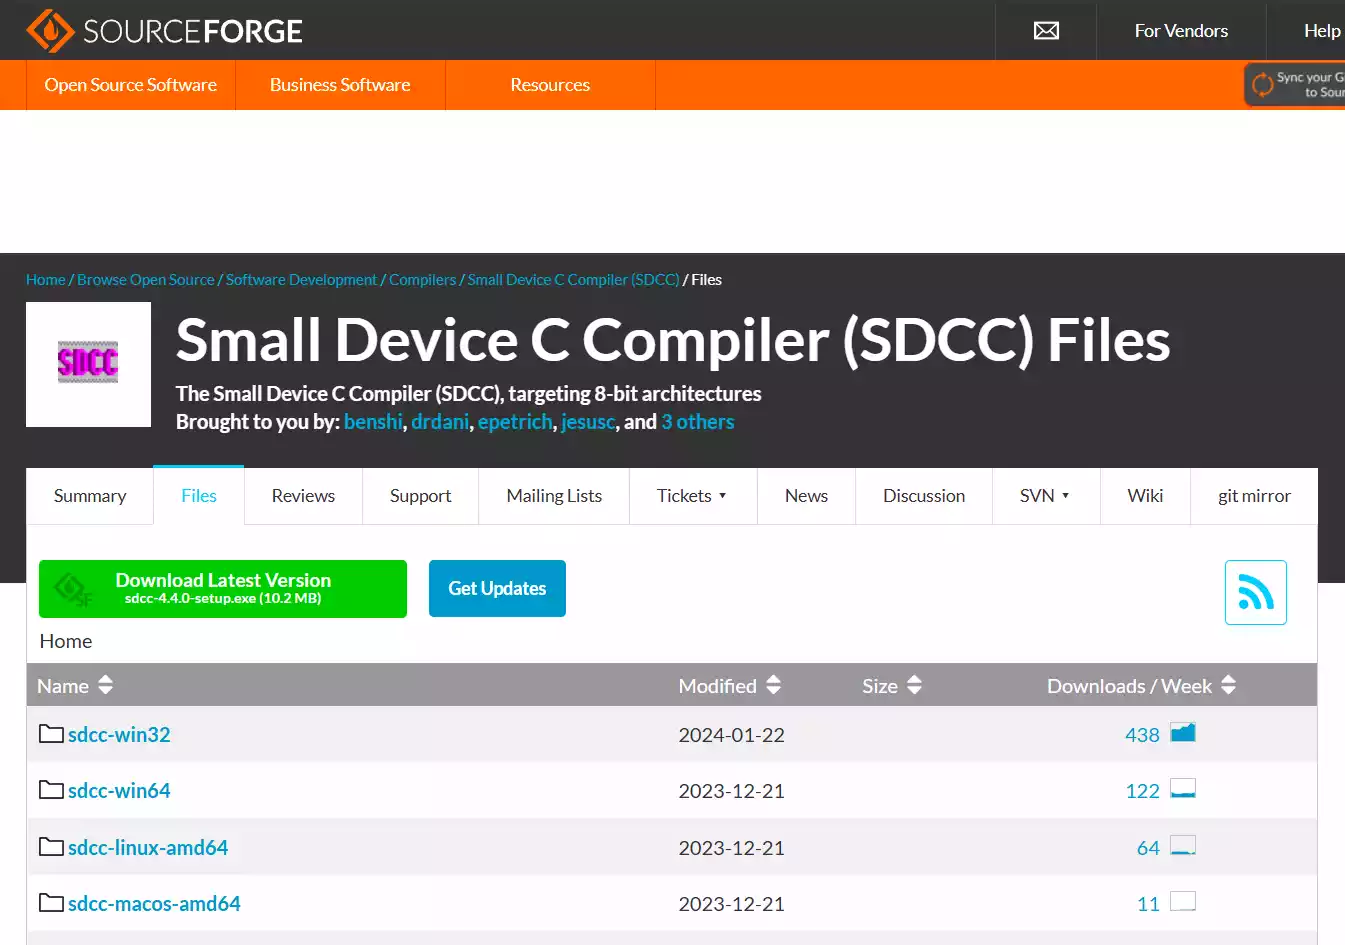 SOURCEFORGE
For Vendors
Help
Open Source Software
Business Software
Resources
Sync your G
to Sour
Home / Browse Open Source / Software Development / Compilers / Small Device C Compiler (SDCC) / Files
SDCC
Small Device C Compiler (SDCC) Files
The Small Device C Compiler (SDCC), targeting 8-bit architectures
Brought to you by: benshi, drdani, epetrich, jesusc, and 3 others
Summary
Files
Reviews
Support
Mailing Lists
Tickets
News
Discussion
SVN
Wiki
git mirror
SF
Download Latest Version
sdcc-4.4.0-setup.exe (10.2 MB)
Get Updates
Home
Name Modified Size Downloads / Week
sdcc-win32 2024-01-22 438
sdcc-win64 2023-12-21 122
sdcc-linux-amd64 2023-12-21 64
sdcc-macos-amd64 2023-12-21 11